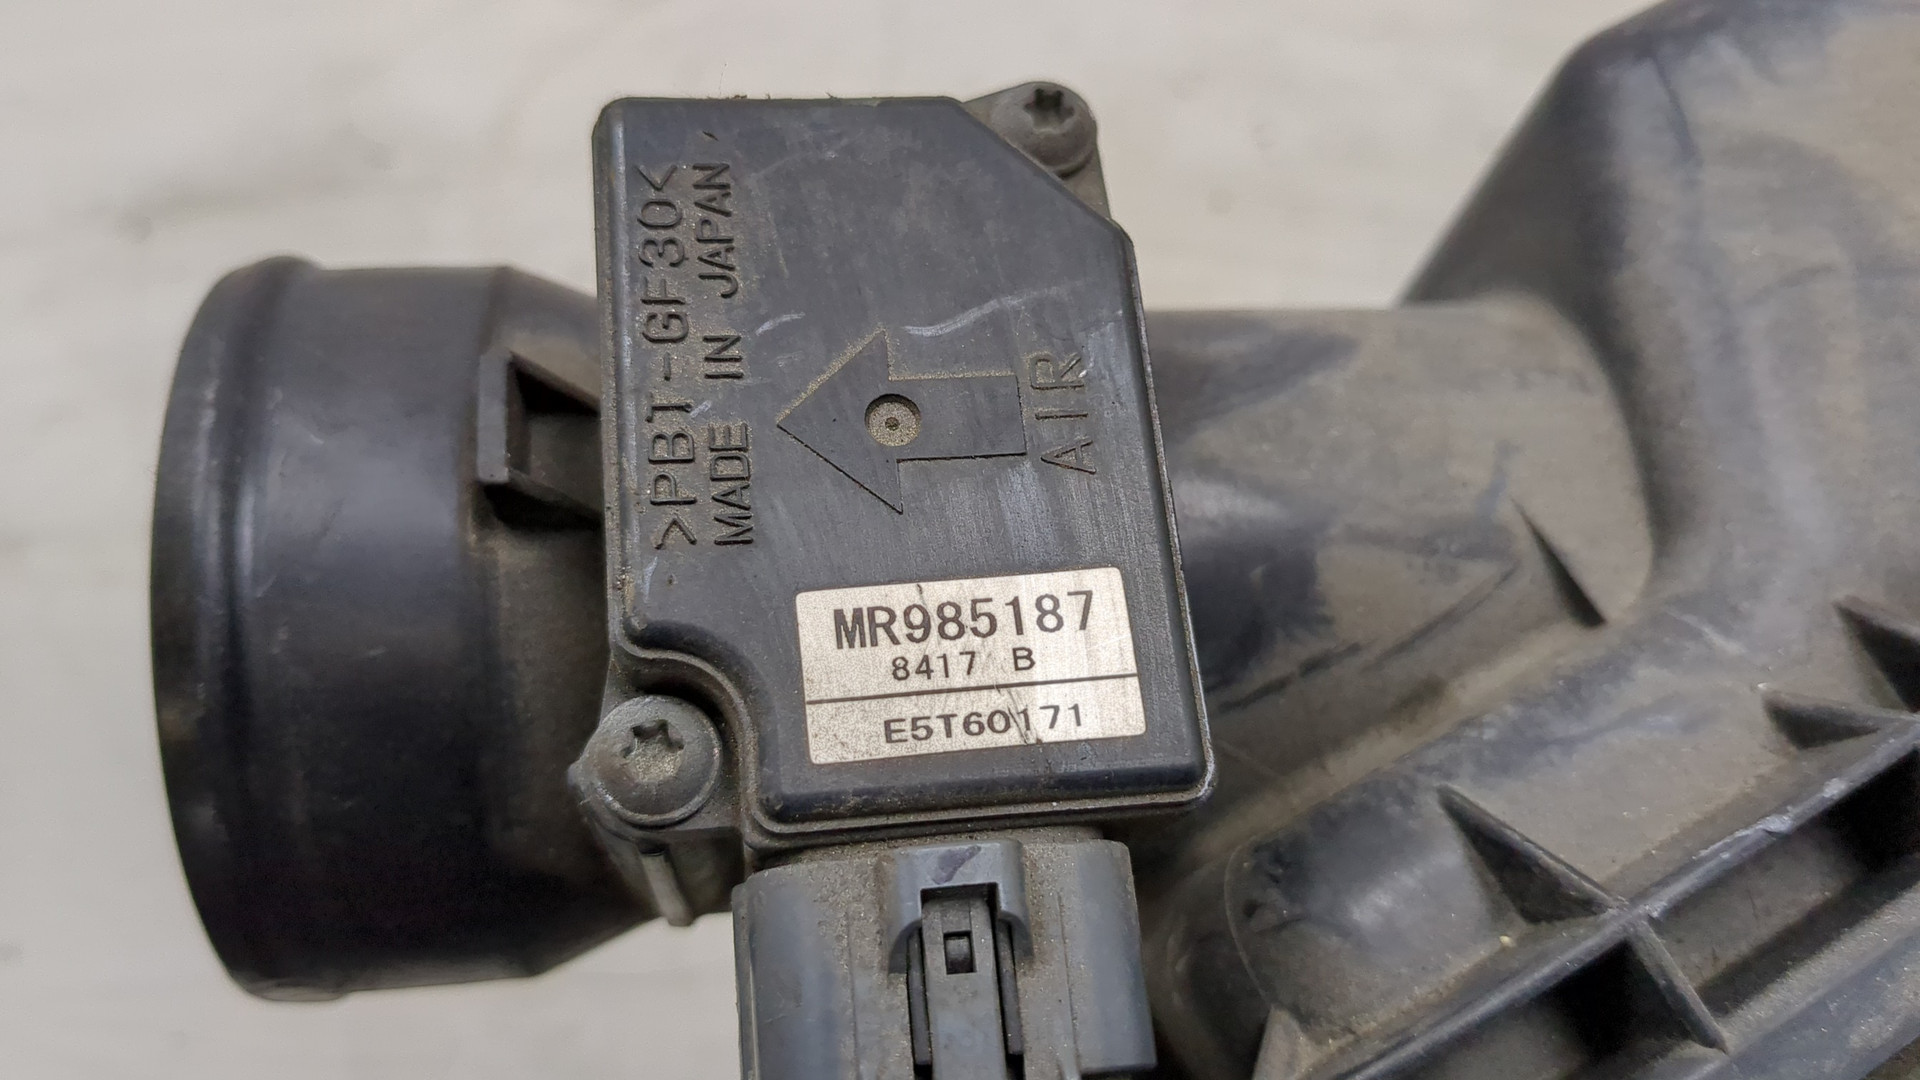 >PBT-GF30<
MADE IN JAPAN
AIR
MR985187
8417 B
E5T60171